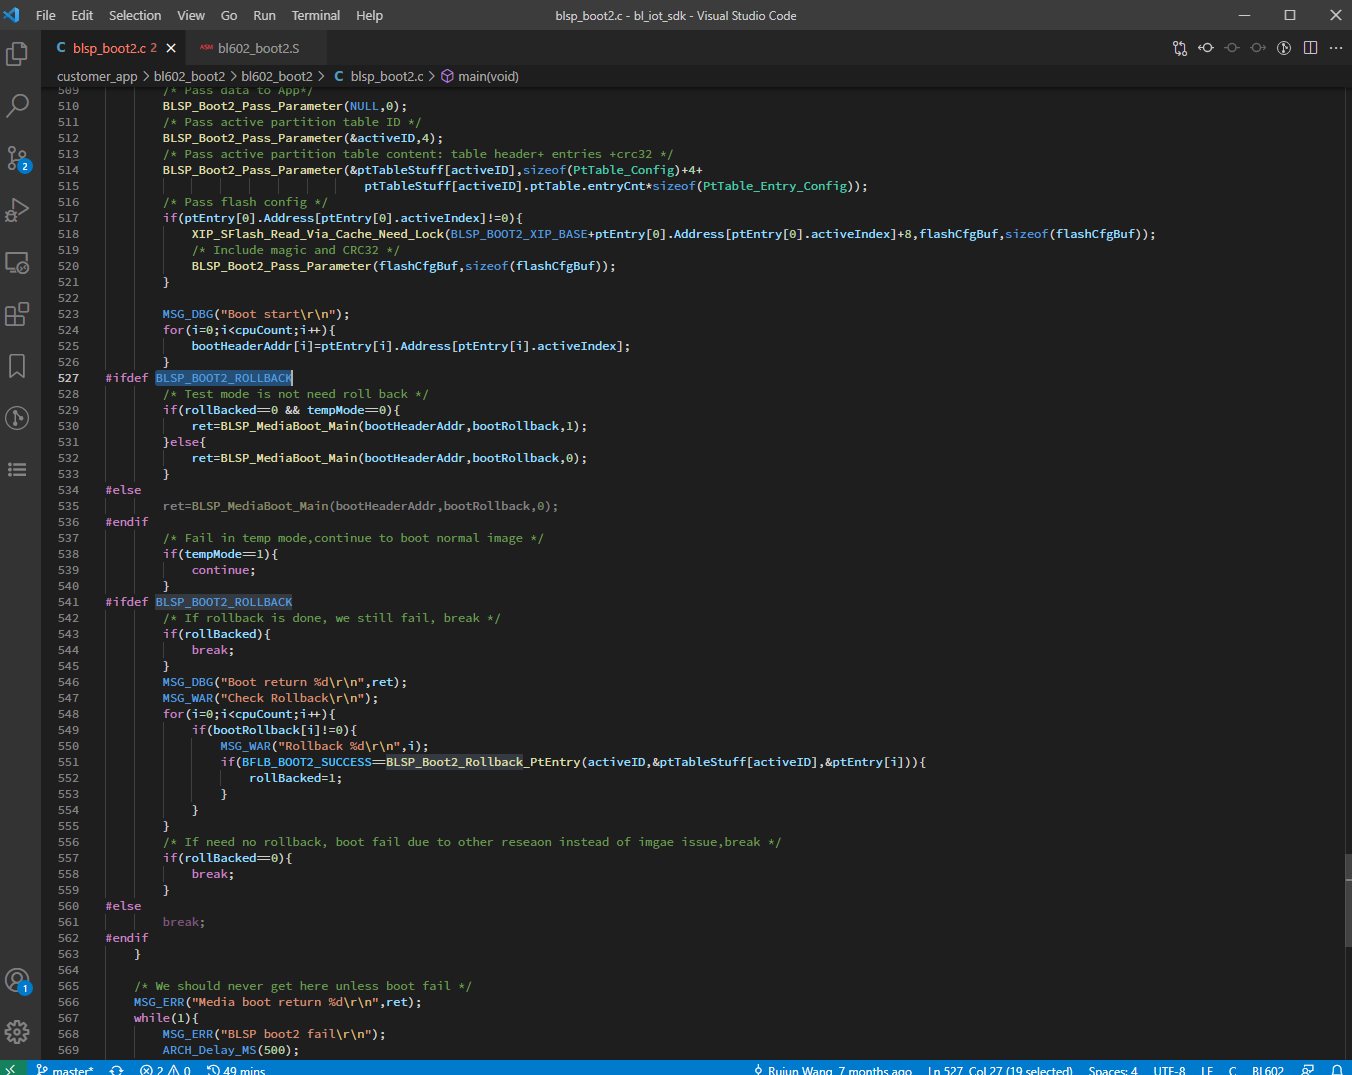 File Edit Selection View Go Run Terminal Help blsp_boot2.c - bl_iot_sdk - Visual Studio Code
C blsp_boot2.c 2 ASM bl602_boot2.S
customer_app > bl602_boot2 > bl602_boot2 > C blsp_boot2.c > main(void)
509 /* Pass data to App*/
510 BLSP_Boot2_Pass_Parameter(NULL,0);
511 /* Pass active partition table ID */
512 BLSP_Boot2_Pass_Parameter(&activeID,4);
513 /* Pass active partition table content: table header+ entries +crc32 */
514 BLSP_Boot2_Pass_Parameter(&ptTableStuff[activeID],sizeof(PtTable_Config)+4+
515 ptTableStuff[activeID].ptTable.entryCnt*sizeof(PtTable_Entry_Config));
516 /* Pass flash config */
517 if(ptEntry[0].Address[ptEntry[0].activeIndex]!=0){
518 XIP_SFlash_Read_Via_Cache_Need_Lock(BLSP_BOOT2_XIP_BASE+ptEntry[0].Address[ptEntry[0].activeIndex]+8,flashCfgBuf,sizeof(flashCfgBuf));
519 /* Include magic and CRC32 */
520 BLSP_Boot2_Pass_Parameter(flashCfgBuf,sizeof(flashCfgBuf));
521 }
522
523 MSG_DBG("Boot start\r\n");
524 for(i=0;i<cpuCount;i++){
525 bootHeaderAddr[i]=ptEntry[i].Address[ptEntry[i].activeIndex];
526 }
527 #ifdef BLSP_BOOT2_ROLLBACK
528 /* Test mode is not need roll back */
529 if(rollBacked==0 && tempMode==0){
530 ret=BLSP_MediaBoot_Main(bootHeaderAddr,bootRollback,1);
531 }else{
532 ret=BLSP_MediaBoot_Main(bootHeaderAddr,bootRollback,0);
533 }
534 #else
535 ret=BLSP_MediaBoot_Main(bootHeaderAddr,bootRollback,0);
536 #endif
537 /* Fail in temp mode,continue to boot normal image */
538 if(tempMode==1){
539 continue;
540 }
541 #ifdef BLSP_BOOT2_ROLLBACK
542 /* If rollback is done, we still fail, break */
543 if(rollBacked){
544 break;
545 }
546 MSG_DBG("Boot return %d\r\n",ret);
547 MSG_WAR("Check Rollback\r\n");
548 for(i=0;i<cpuCount;i++){
549 if(bootRollback[i]!=0){
550 MSG_WAR("Rollback %d\r\n",i);
551 if(BFLB_BOOT2_SUCCESS==BLSP_Boot2_Rollback_PtEntry(activeID,&ptTableStuff[activeID],&ptEntry[i])){
552 rollBacked=1;
553 }
554 }
555 }
556 /* If need no rollback, boot fail due to other reseaon instead of imgae issue,break */
557 if(rollBacked==0){
558 break;
559 }
560 #else
561 break;
562 #endif
563 }
564
565 /* We should never get here unless boot fail */
566 MSG_ERR("Media boot return %d\r\n",ret);
567 while(1){
568 MSG_ERR("BLSP boot2 fail\r\n");
569 ARCH_Delay_MS(500);
2
1
master* 2 0 49 mins Ruijun Wang, 7 months ago Ln 527, Col 27 (19 selected) Spaces: 4 UTF-8 LF C BL602